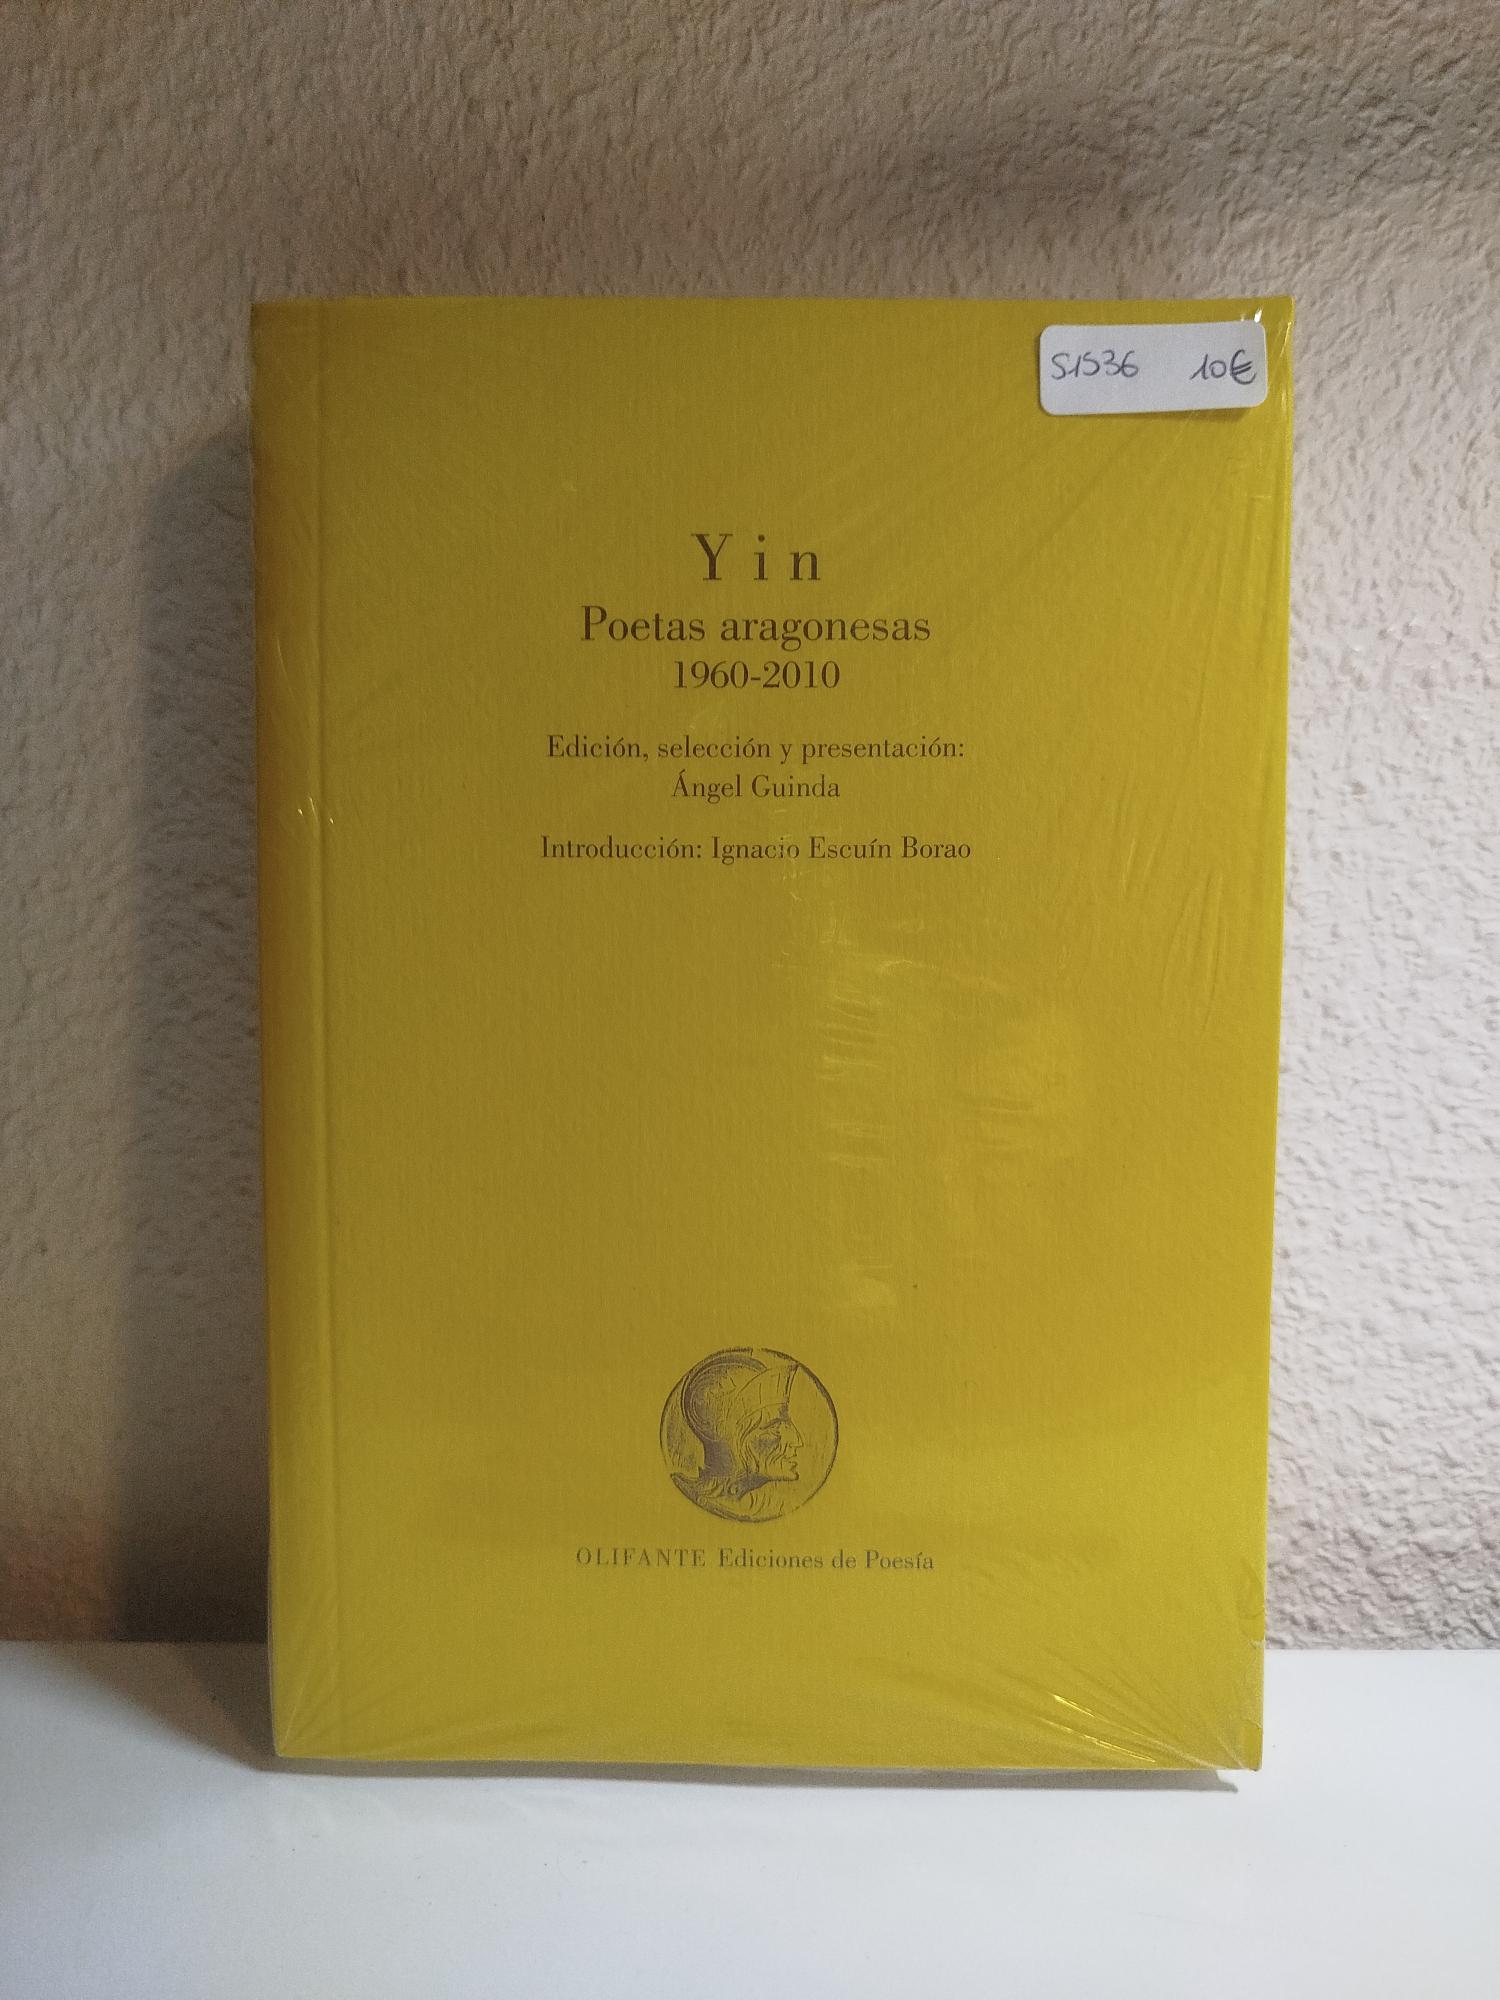 S1536 10€
Yin
Poetas aragonesas
1960-2010
Edición, selección y presentación:
Ángel Guinda
Introducción: Ignacio Escuín Borao
OLIFANTE Ediciones de Poesía